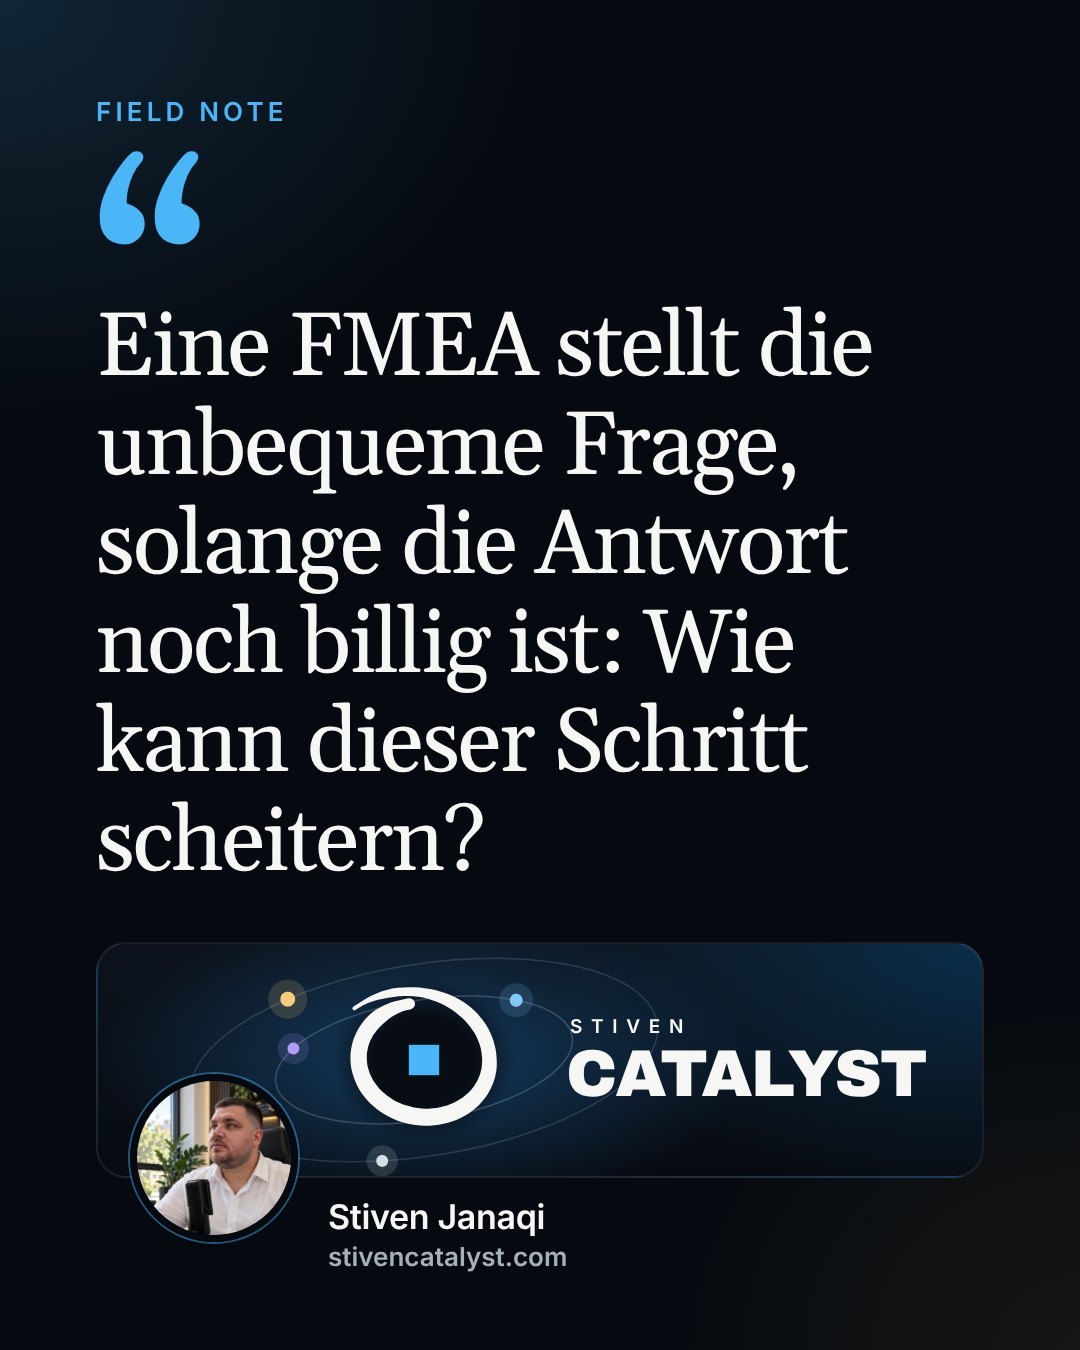 FIELD NOTE
“
Eine FMEA stellt die
unbequeme Frage,
solange die Antwort
noch billig ist: Wie
kann dieser Schritt
scheitern?
STIVEN
CATALYST
Stiven Janaqi
stivencatalyst.com